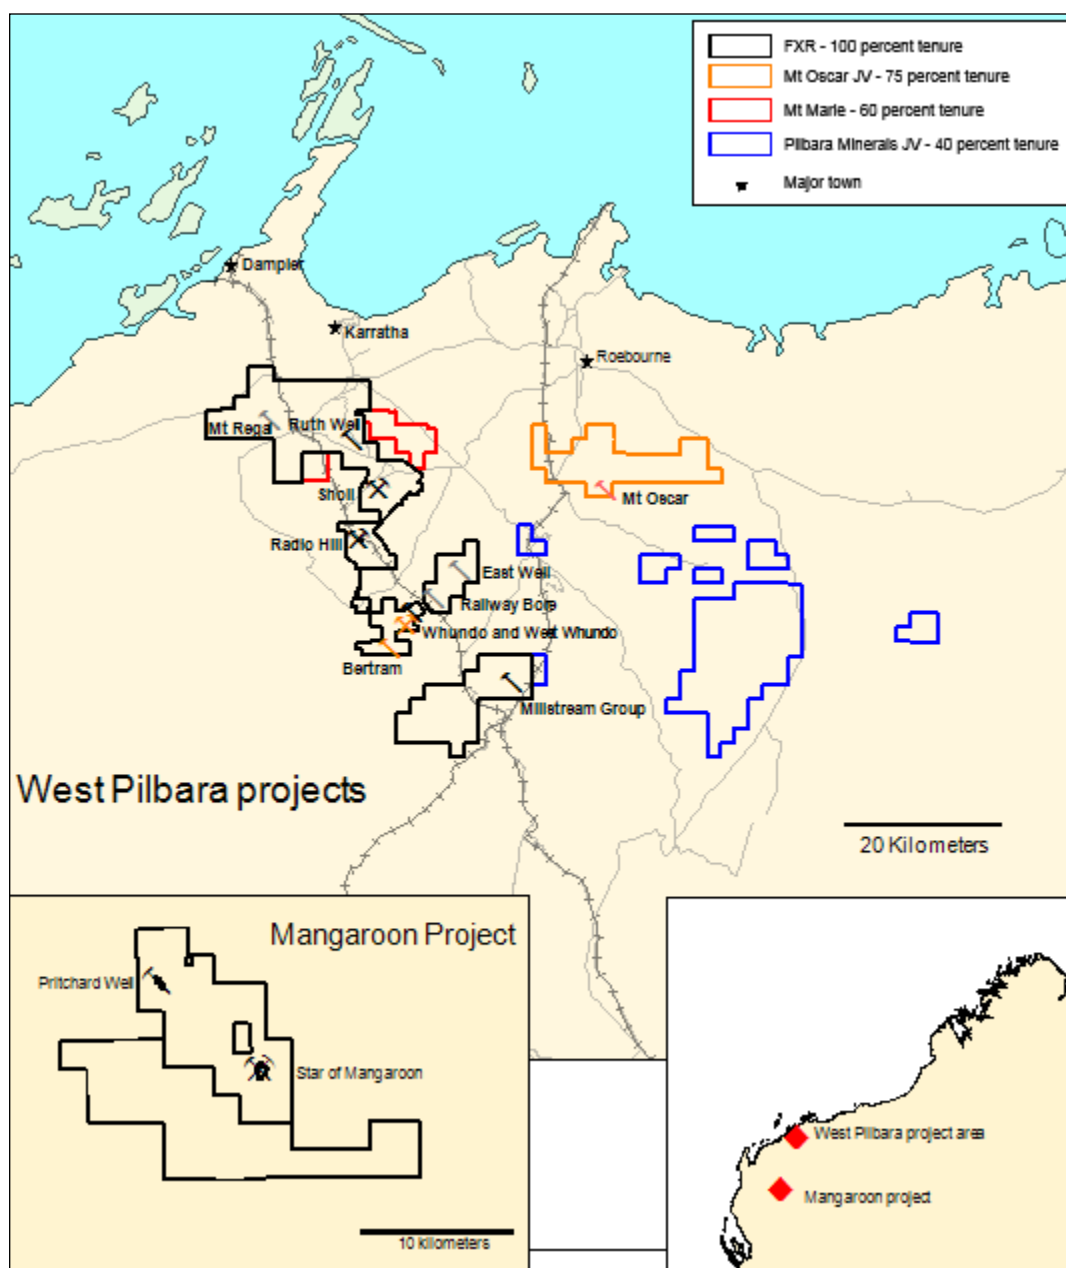 FXR - 100 percent tenure
Mt Oscar JV - 75 percent tenure
Mt Marie - 60 percent tenure
Pilbara Minerals JV - 40 percent tenure
Major town
Dampier
Karratha
Roebourne
Mt Regal
Ruth Well
Sholl
Mt Oscar
Radio Hill
East Well
Railway Bore
Whundo and West Whundo
Bertram
Millstream Group
West Pilbara projects
20 Kilometers
Mangaroon Project
Pritchard Well
Star of Mangaroon
10 kilometers
West Pilbara project area
Mangaroon project